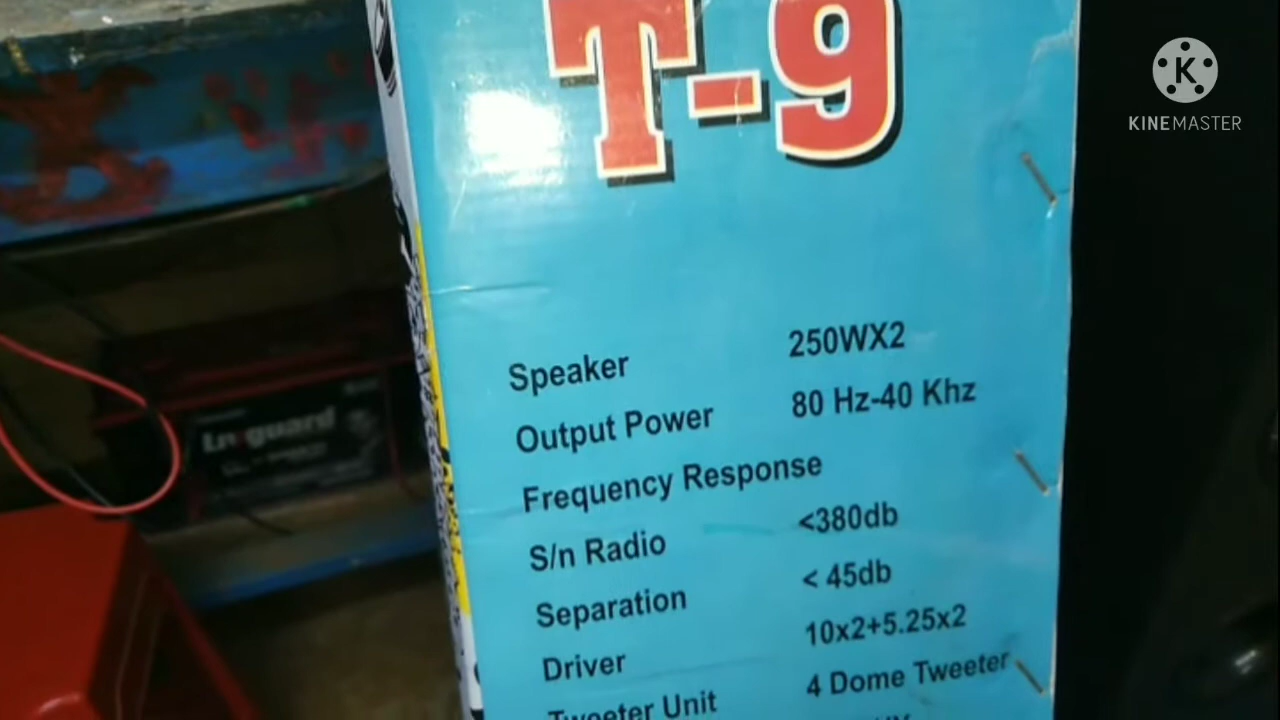 T-9
K
KINEMASTER
Speaker 250WX2
Output Power 80 Hz-40 Khz
Frequency Response
S/n Radio <380db
Separation < 45db
Driver 10x2+5.25x2
Tweeter Unit 4 Dome Tweeter